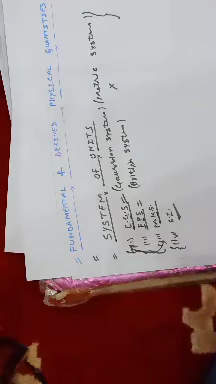 = FUNDAMENTAL & DERIVED PHYSICAL QUANTITIES
=
= SYSTEM OF UNITS
(i) C.G.S = (Gaussian system) (metric system)
(ii) F.P.S = (British system) x
(iii) M.K.S
(iv) S.I